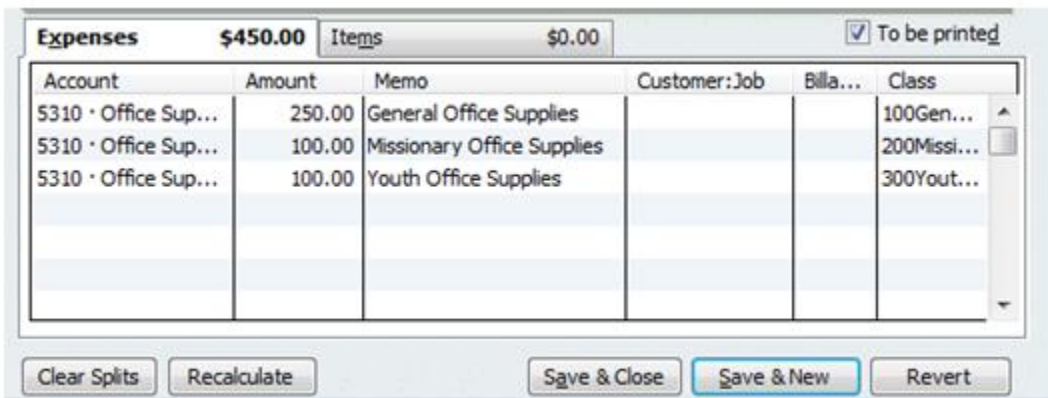 Expenses $450.00 Items $0.00 To be printed
Account Amount Memo Customer:Job Billa... Class
5310 · Office Sup... 250.00 General Office Supplies 100Gen...
5310 · Office Sup... 100.00 Missionary Office Supplies 200Missi...
5310 · Office Sup... 100.00 Youth Office Supplies 300Yout...
Clear Splits Recalculate Save & Close Save & New Revert